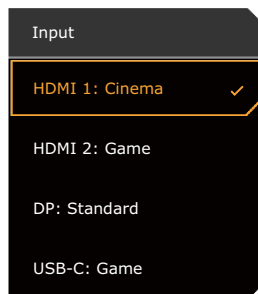 Input
HDMI 1: Cinema
HDMI 2: Game
DP: Standard
USB-C: Game